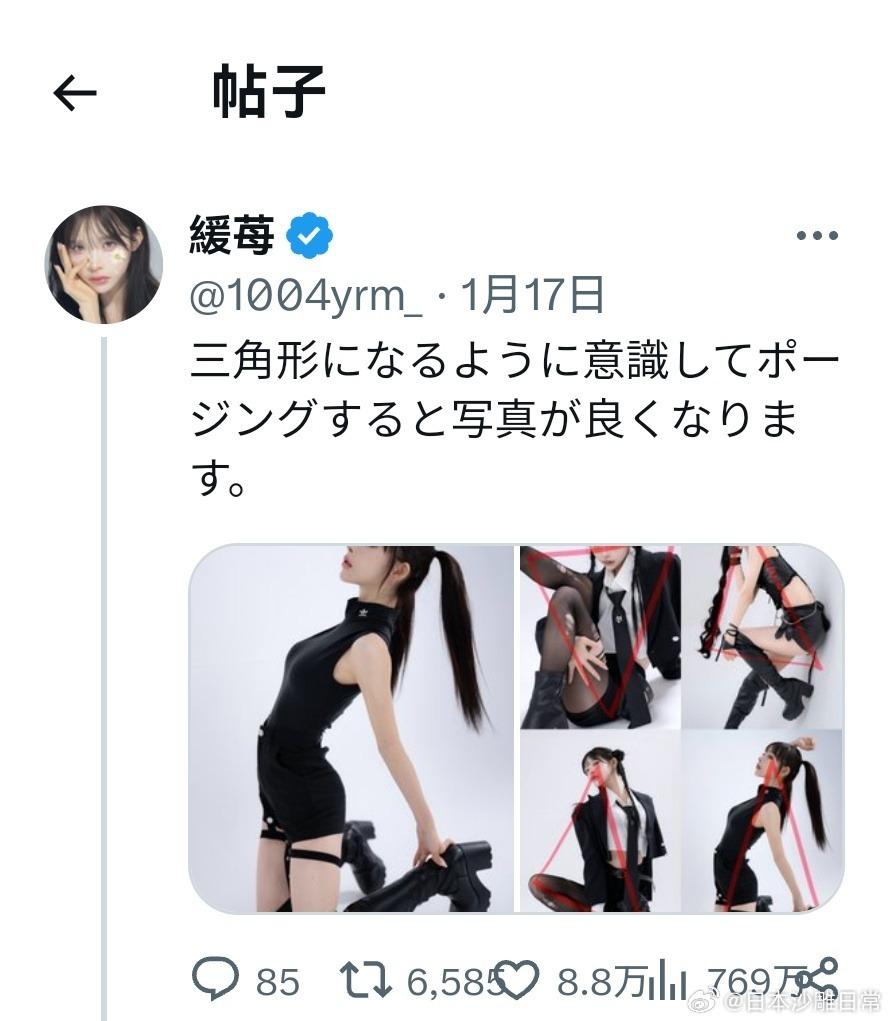 帖子
緩苺
@1004yrm_ · 1月17日
三角形になるように意識してポー
ジングすると写真が良くなりま
す。
85 6,585 8.8万 769万
@日本沙雕日常